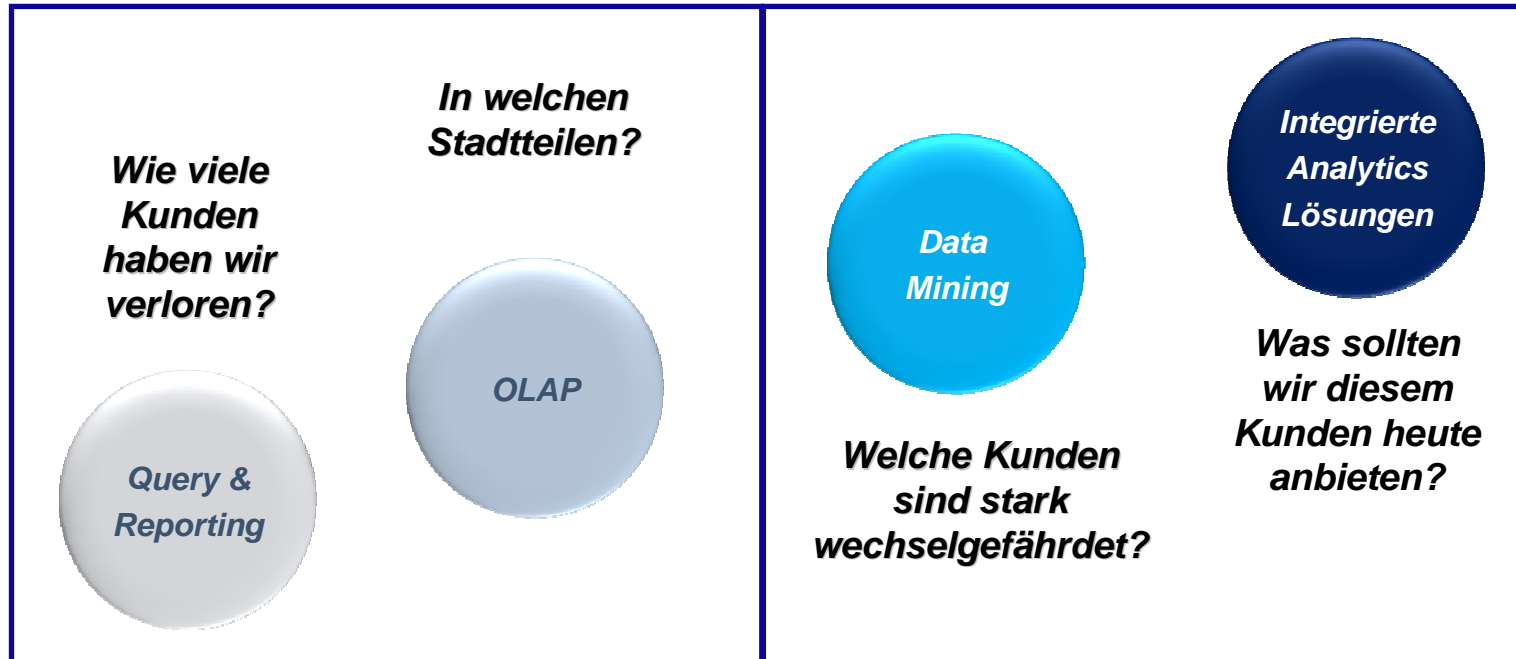 Wie viele
Kunden
haben wir
verloren?
Query &
Reporting
In welchen
Stadtteilen?
OLAP
Data
Mining
Welche Kunden
sind stark
wechselgefährdet?
Integrierte
Analytics
Lösungen
Was sollten
wir diesem
Kunden heute
anbieten?